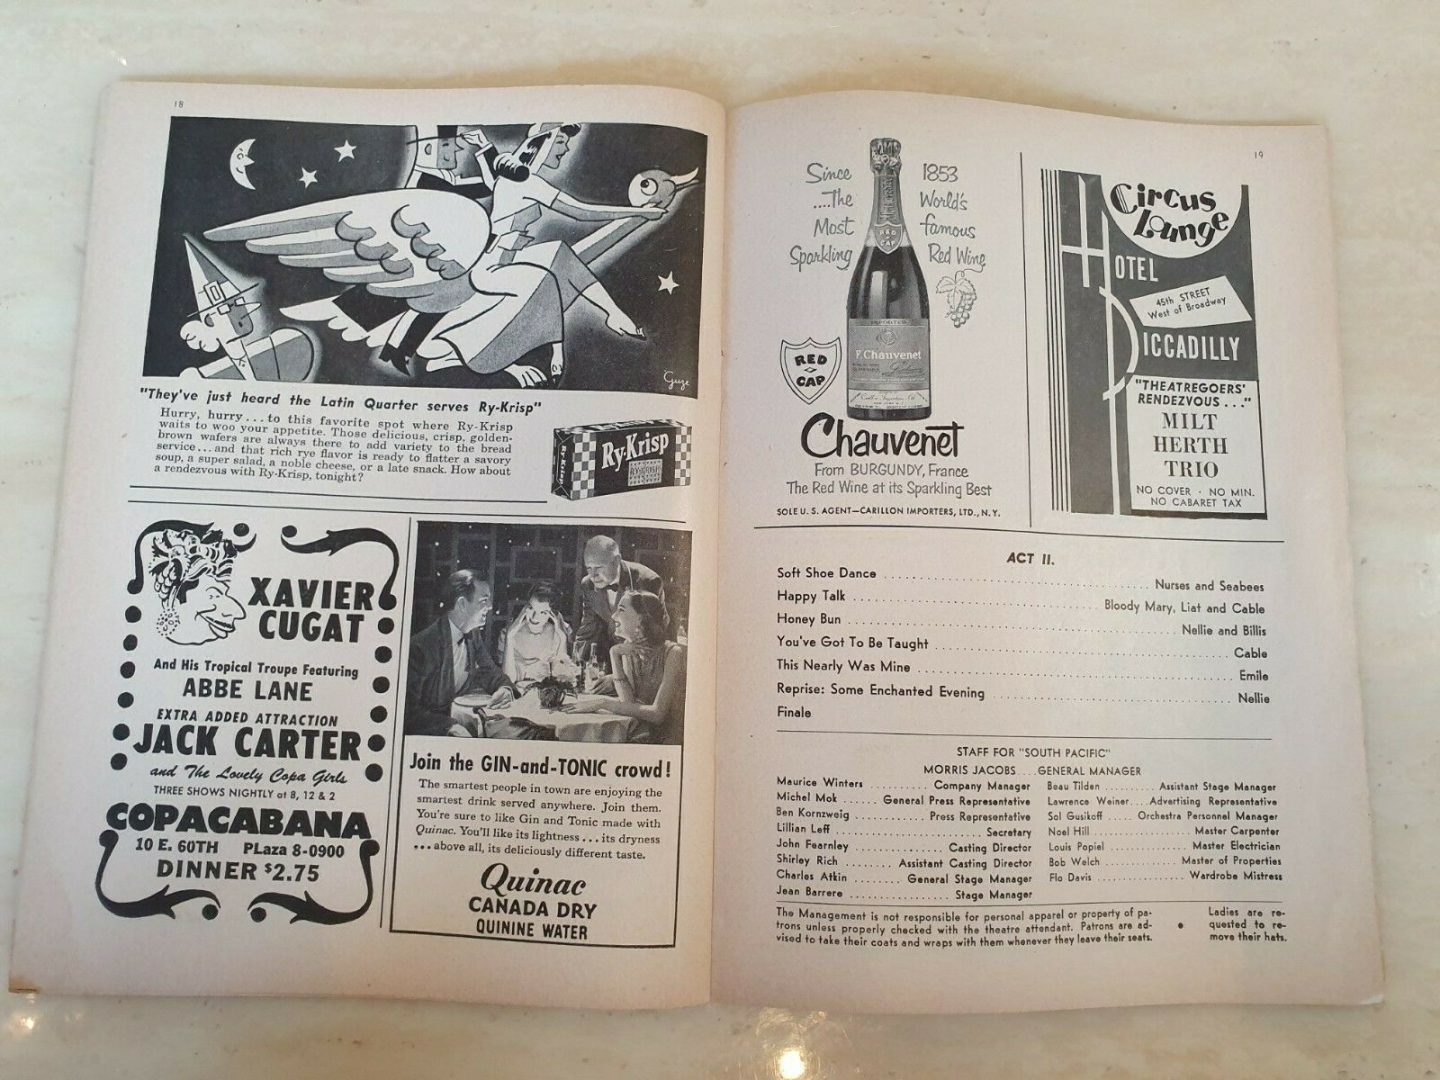 18
Guze
"They've just heard the Latin Quarter serves Ry-Krisp"
Hurry, hurry...to this favorite spot where Ry-Krisp
waits to woo your appetite. Those delicious, crisp, golden-
brown wafers are always there to add variety to the bread
service...and that rich rye flavor is ready to flatter a savory
soup, a super salad, a noble cheese, or a late snack. How about
a rendezvous with Ry-Krisp, tonight?
Ry-Krisp
Ry-Krisp
XAVIER
CUGAT
And His Tropical Troupe Featuring
ABBE LANE
EXTRA ADDED ATTRACTION
JACK CARTER
and The Lovely Copa Girls
THREE SHOWS NIGHTLY at 8, 12 & 2
COPACABANA
10 E. 60TH PLaza 8-0900
DINNER $2.75
Join the GIN-and-TONIC crowd!
The smartest people in town are enjoying the
smartest drink served anywhere. Join them.
You're sure to like Gin and Tonic made with
Quinac. You'll like its lightness...its dryness
...above all, its deliciously different taste.
Quinac
CANADA DRY
QUININE WATER
19
Since 1853
....The World's
Most famous
Sparkling Red Wine
RED
CAP
RED
CAP
F. Chauvenet
Chauvenet
From BURGUNDY, France
The Red Wine at its Sparkling Best
SOLE U. S. AGENT—CARILLON IMPORTERS, LTD., N. Y.
Circus
Lounge
HOTEL
45th STREET
West of Broadway
PICCADILLY
"THEATREGOERS'
RENDEZVOUS..."
MILT
HERTH
TRIO
NO COVER · NO MIN.
NO CABARET TAX
ACT II.
Soft Shoe Dance ........ Nurses and Seabees
Happy Talk ........ Bloody Mary, Liat and Cable
Honey Bun ........ Nellie and Billis
You've Got To Be Taught ........ Cable
This Nearly Was Mine ........ Emile
Reprise: Some Enchanted Evening ........ Nellie
Finale
STAFF FOR "SOUTH PACIFIC"
MORRIS JACOBS ...GENERAL MANAGER
Maurice Winters .......... Company Manager
Michel Mok ...... General Press Representative
Ben Kornzweig .......... Press Representative
Lillian Leff .......... Secretary
John Fearnley .......... Casting Director
Shirley Rich ........ Assistant Casting Director
Charles Atkin ........ General Stage Manager
Jean Barrere .......... Stage Manager
Beau Tilden .......... Assistant Stage Manager
Lawrence Weiner.... Advertising Representative
Sol Gusikoff .... Orchestra Personnel Manager
Noel Hill .......... Master Carpenter
Louis Popiel .......... Master Electrician
Bob Welch .......... Master of Properties
Flo Davis .......... Wardrobe Mistress
The Management is not responsible for personal apparel or property of pa-
trons unless properly checked with the theatre attendant. Patrons are ad-
vised to take their coats and wraps with them whenever they leave their seats.
•
Ladies are re-
quested to re-
move their hats.